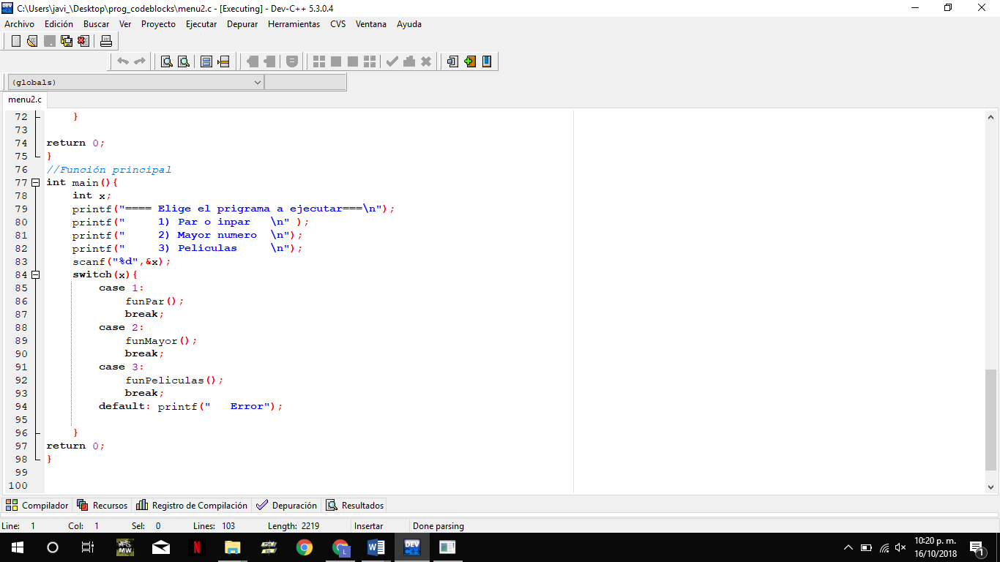 C:\Users\javi_\Desktop\prog_codeblocks\menu2.c - [Executing] - Dev-C++ 5.3.0.4
Archivo Edición Buscar Ver Proyecto Ejecutar Depurar Herramientas CVS Ventana Ayuda
(globals)
menu2.c
72 }
73
74 return 0;
75 }
76 //Función principal
77 int main(){
78 int x;
79 printf("==== Elige el prigrama a ejecutar===\n");
80 printf("     1) Par o inpar   \n" );
81 printf("     2) Mayor numero  \n");
82 printf("     3) Peliculas     \n");
83 scanf("%d",&x);
84 switch(x){
85 case 1:
86 funPar();
87 break;
88 case 2:
89 funMayor();
90 break;
91 case 3:
92 funPeliculas();
93 break;
94 default: printf("   Error");
95
96 }
97 return 0;
98 }
99
100
Compilador Recursos Registro de Compilación Depuración Resultados
Line: 1 Col: 1 Sel: 0 Lines: 103 Length: 2219 Insertar Done parsing
10:20 p. m.
16/10/2018